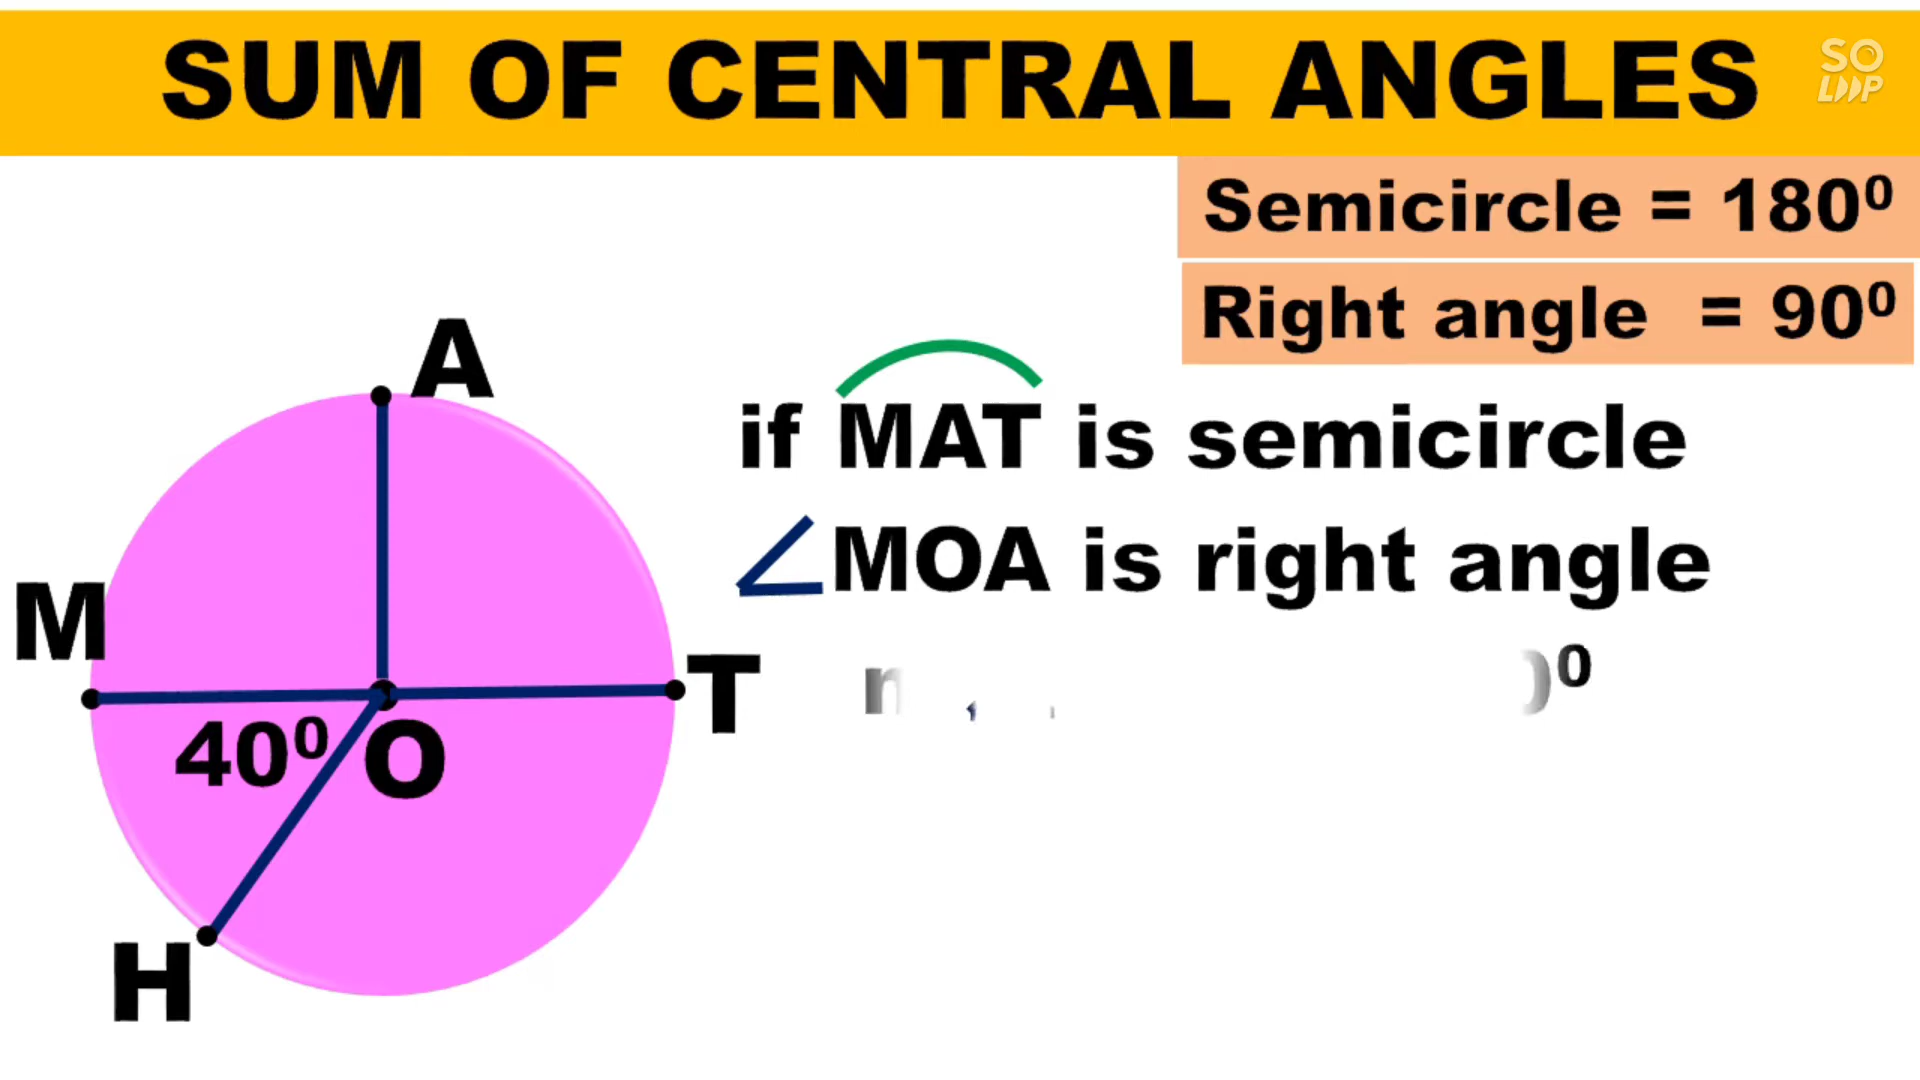 SUM OF CENTRAL ANGLES
SO
LOOP
Semicircle = 180⁰
Right angle = 90⁰
A
if MAT is semicircle
∠MOA is right angle
M
T
40⁰ O
H